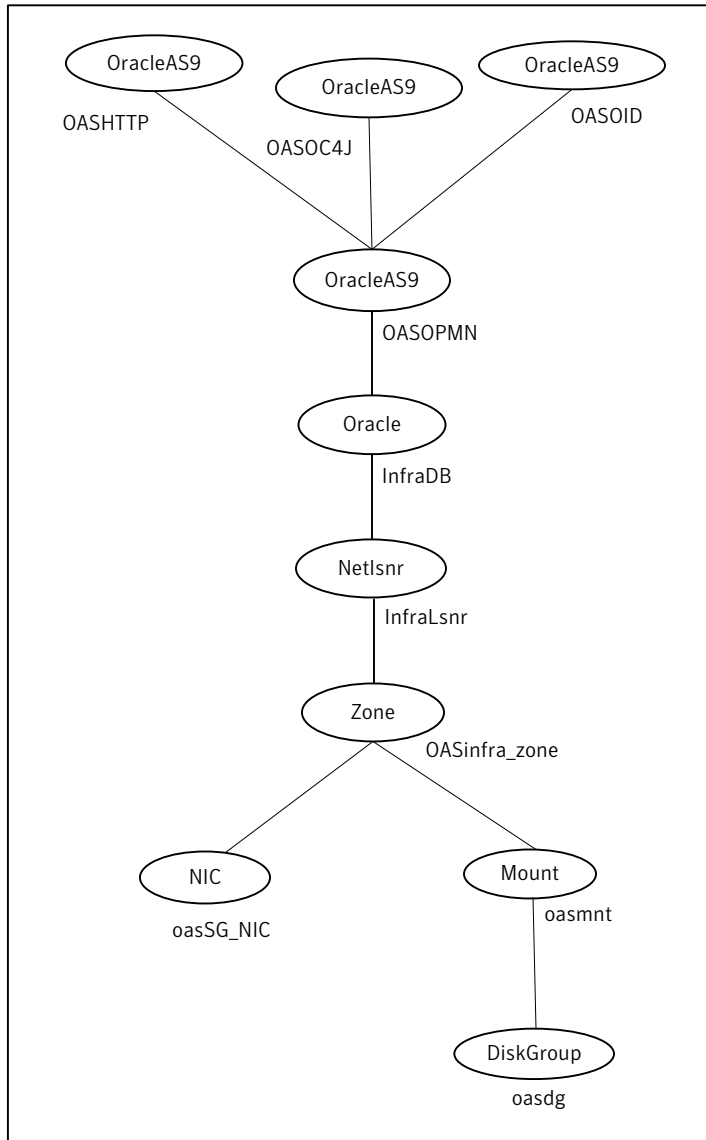 OracleAS9
OracleAS9
OracleAS9
OASHTTP
OASOC4J
OASOID
OracleAS9
OASOPMN
Oracle
InfraDB
Netlsnr
InfraLsnr
Zone
OASinfra_zone
NIC
Mount
oasSG_NIC
oasmnt
DiskGroup
oasdg